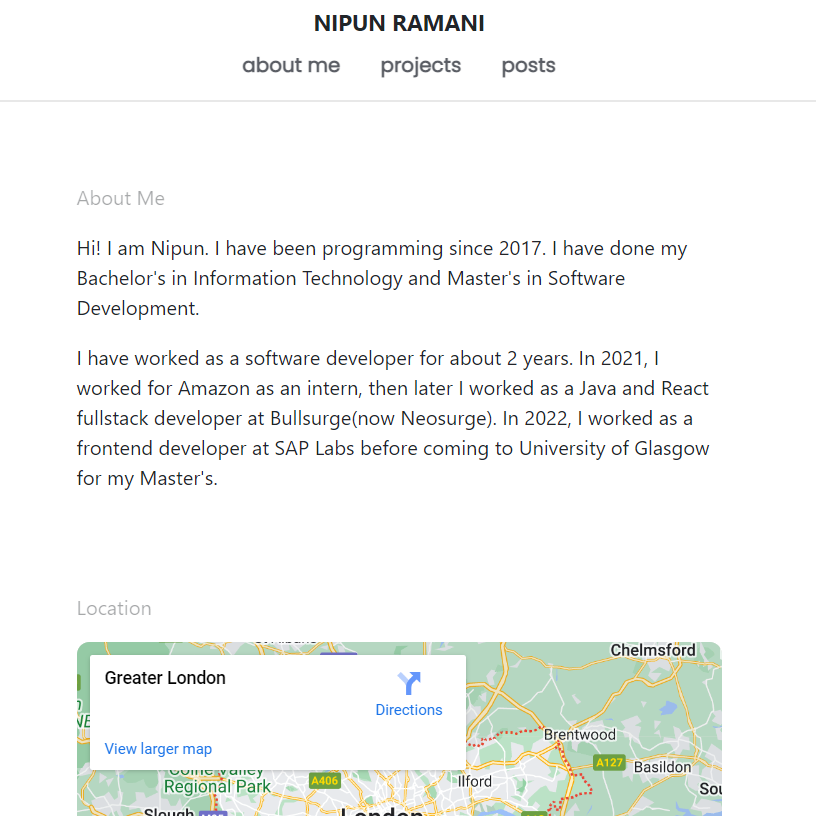 NIPUN RAMANI
about me projects posts
About Me
Hi! I am Nipun. I have been programming since 2017. I have done my
Bachelor's in Information Technology and Master's in Software
Development.
I have worked as a software developer for about 2 years. In 2021, I
worked for Amazon as an intern, then later I worked as a Java and React
fullstack developer at Bullsurge(now Neosurge). In 2022, I worked as a
frontend developer at SAP Labs before coming to University of Glasgow
for my Master's.
Location
Chelmsford
Greater London
Directions
View larger map
Brentwood
A127
Basildon
Colne Valley
Regional Park
A406
Ilford
Slough
London